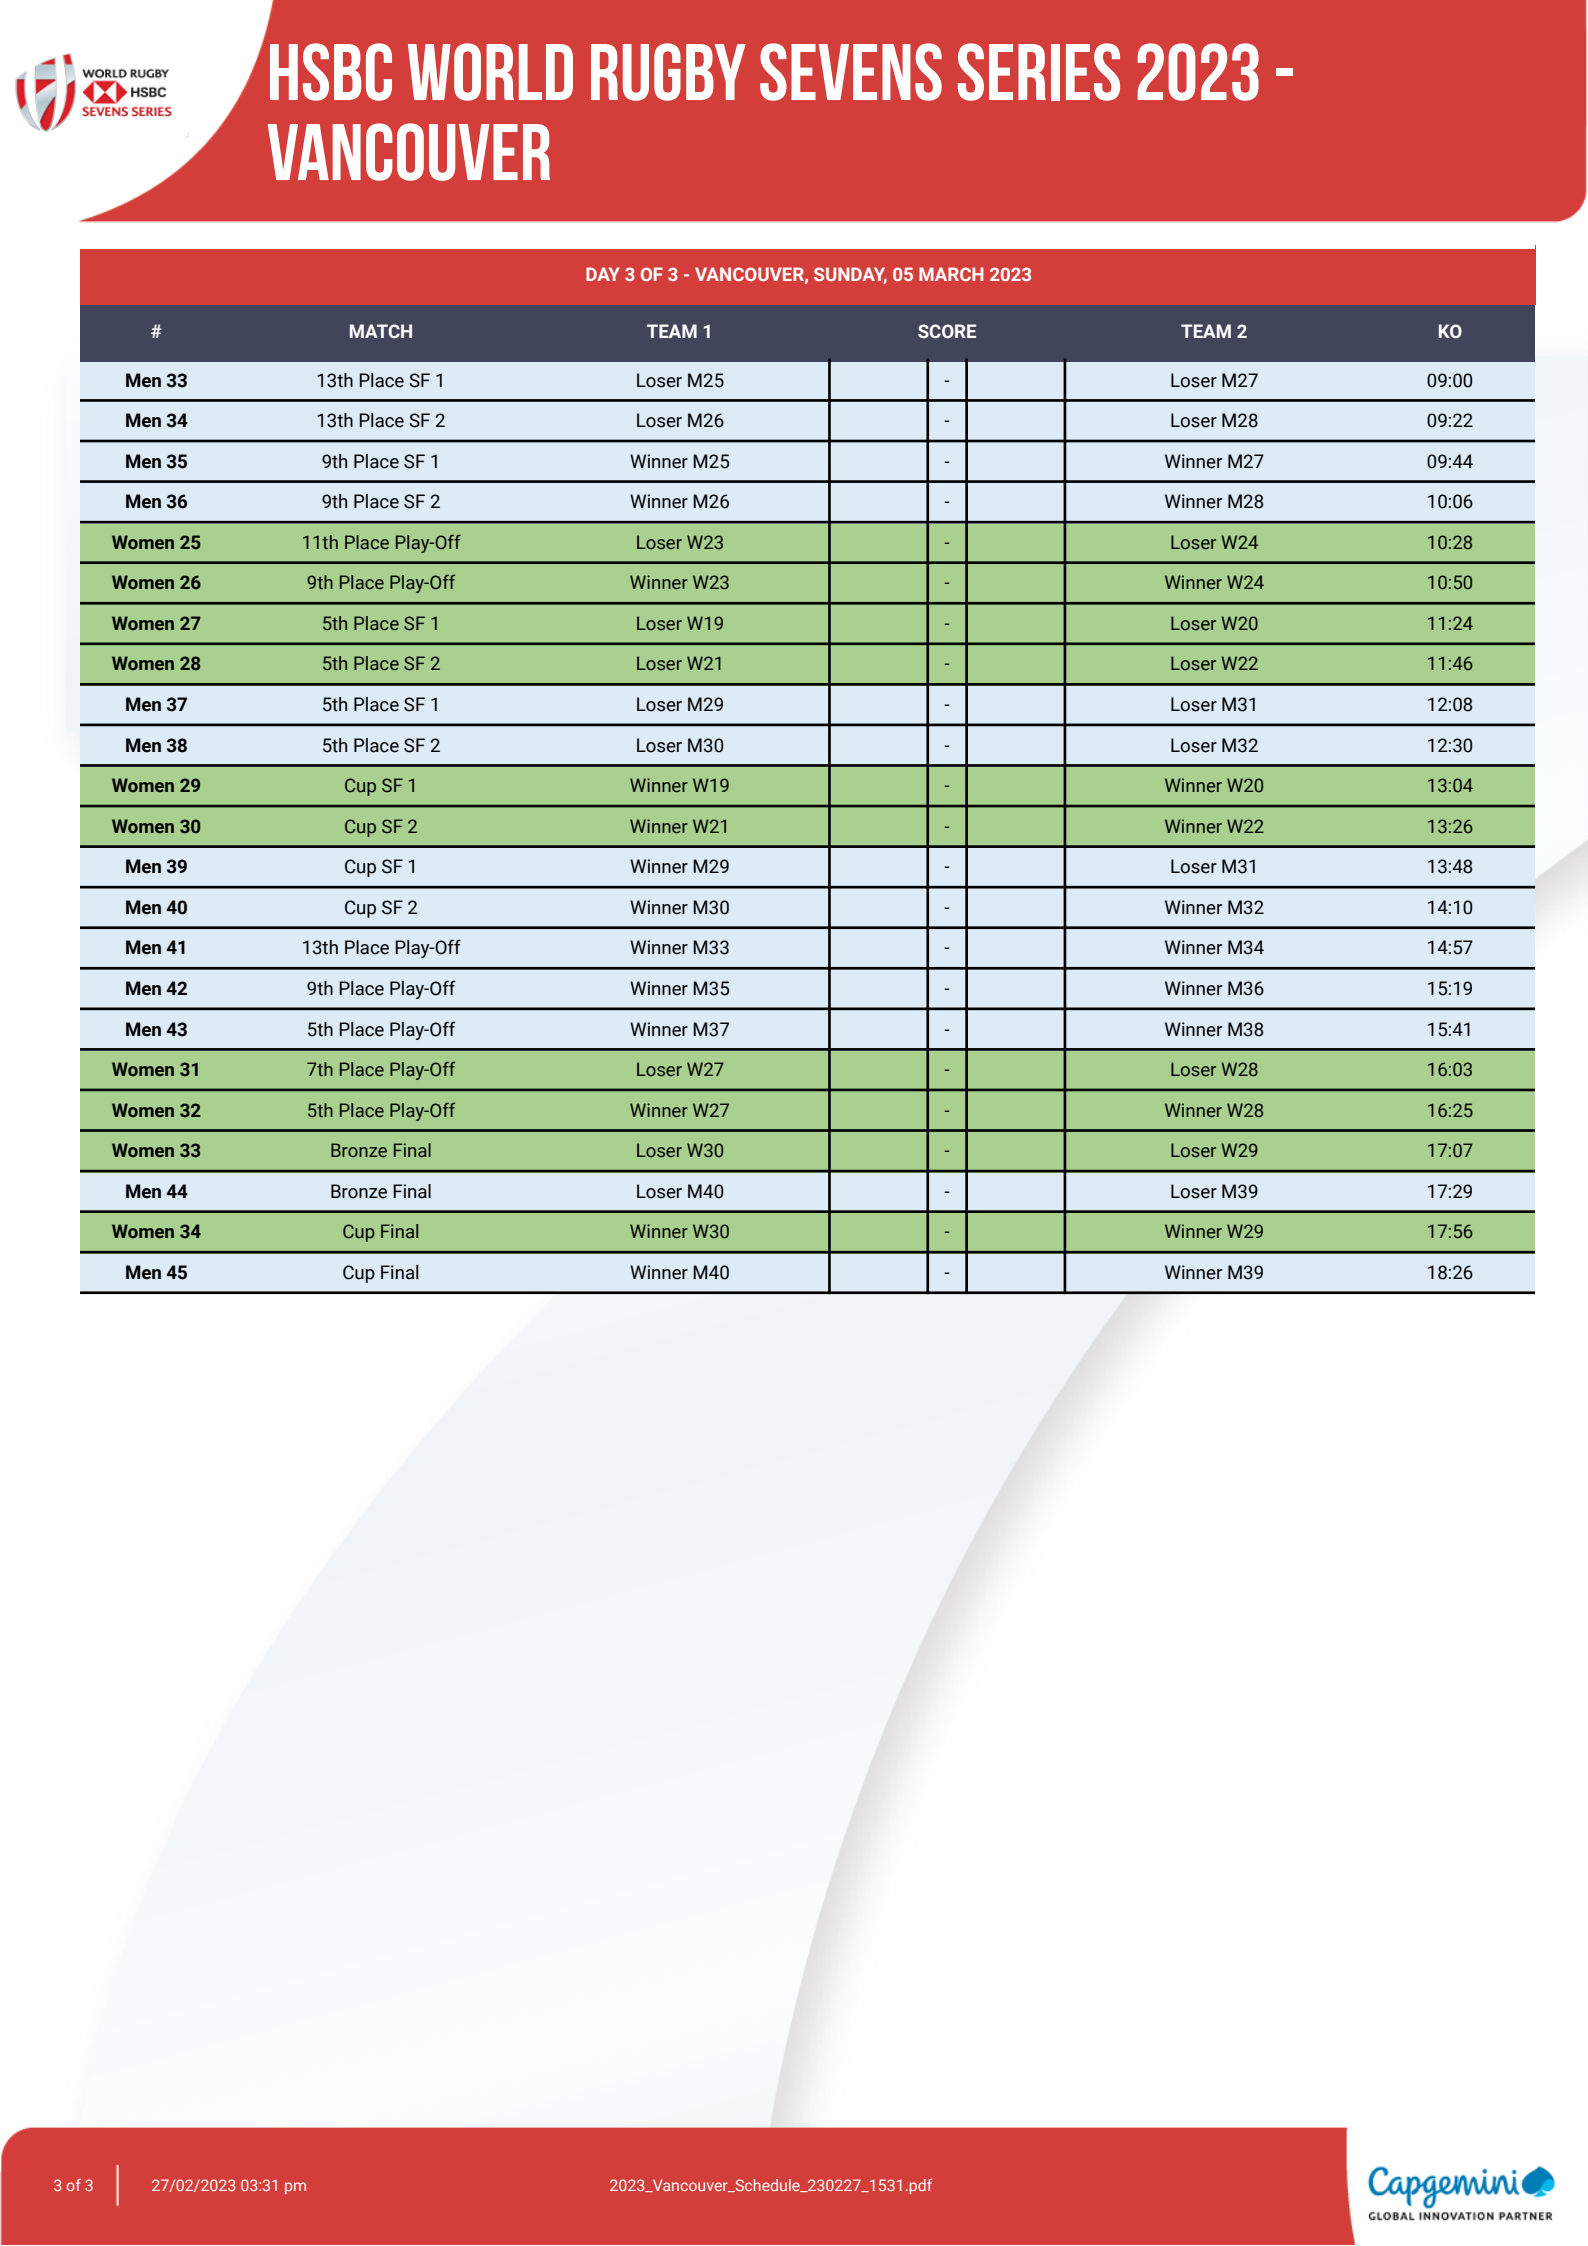 WORLD RUGBY
HSBC
SEVENS SERIES
HSBC WORLD RUGBY SEVENS SERIES 2023 -
VANCOUVER
DAY 3 OF 3 - VANCOUVER, SUNDAY, 05 MARCH 2023
# MATCH TEAM 1 SCORE TEAM 2 KO
Men 33 13th Place SF 1 Loser M25 - Loser M27 09:00
Men 34 13th Place SF 2 Loser M26 - Loser M28 09:22
Men 35 9th Place SF 1 Winner M25 - Winner M27 09:44
Men 36 9th Place SF 2 Winner M26 - Winner M28 10:06
Women 25 11th Place Play-Off Loser W23 - Loser W24 10:28
Women 26 9th Place Play-Off Winner W23 - Winner W24 10:50
Women 27 5th Place SF 1 Loser W19 - Loser W20 11:24
Women 28 5th Place SF 2 Loser W21 - Loser W22 11:46
Men 37 5th Place SF 1 Loser M29 - Loser M31 12:08
Men 38 5th Place SF 2 Loser M30 - Loser M32 12:30
Women 29 Cup SF 1 Winner W19 - Winner W20 13:04
Women 30 Cup SF 2 Winner W21 - Winner W22 13:26
Men 39 Cup SF 1 Winner M29 - Loser M31 13:48
Men 40 Cup SF 2 Winner M30 - Winner M32 14:10
Men 41 13th Place Play-Off Winner M33 - Winner M34 14:57
Men 42 9th Place Play-Off Winner M35 - Winner M36 15:19
Men 43 5th Place Play-Off Winner M37 - Winner M38 15:41
Women 31 7th Place Play-Off Loser W27 - Loser W28 16:03
Women 32 5th Place Play-Off Winner W27 - Winner W28 16:25
Women 33 Bronze Final Loser W30 - Loser W29 17:07
Men 44 Bronze Final Loser M40 - Loser M39 17:29
Women 34 Cup Final Winner W30 - Winner W29 17:56
Men 45 Cup Final Winner M40 - Winner M39 18:26
3 of 3 27/02/2023 03:31 pm 2023_Vancouver_Schedule_230227_1531.pdf
Capgemini
GLOBAL INNOVATION PARTNER